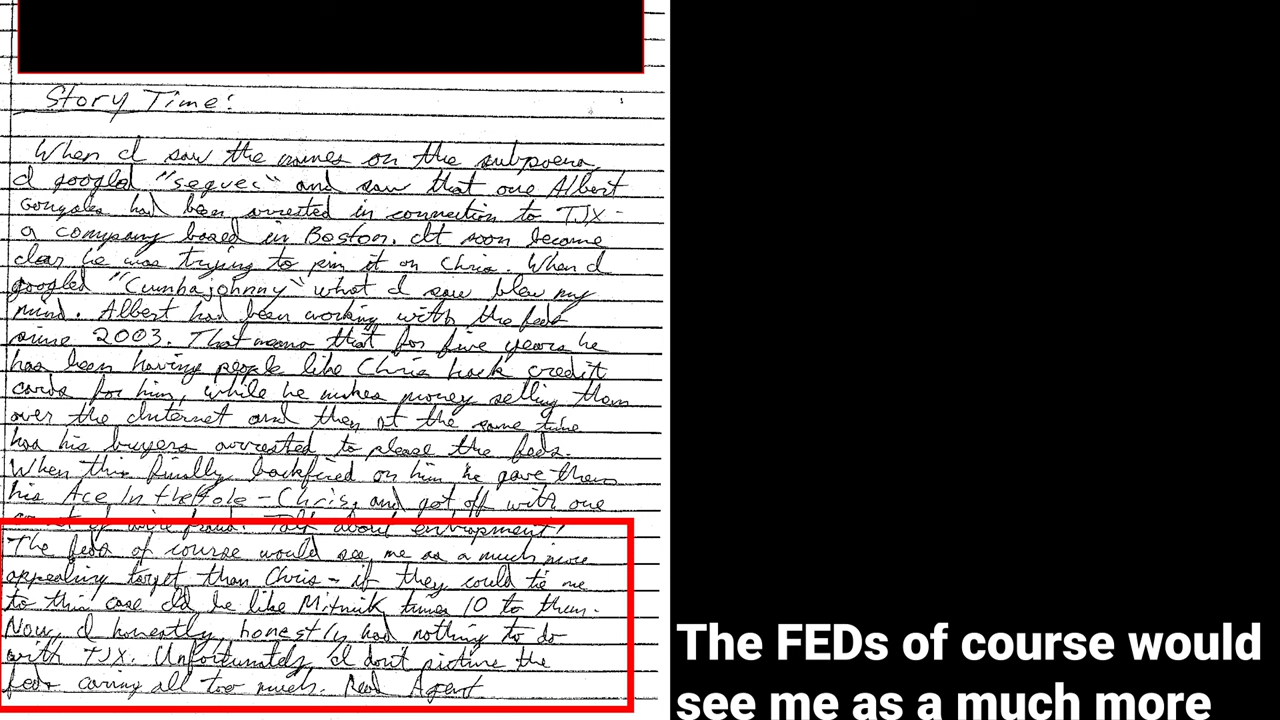 Story Time:
When I saw the names on the subpoena,
I googled "segvec" and saw that one Albert
Gonzales had been arrested in connection to TJX -
a company based in Boston. It soon became
clear he was trying to pin it on Chris. When I
googled "Cumbajohnny" what I saw blew my
mind. Albert had been working with the feds
since 2003. That means that for five years he
has been having people like Chris hack credit
cards for him, while he makes money selling them
over the Internet and then at the same time
has his buyers arrested to please the feds.
When this finally backfired on him he gave them
his Ace In the Hole - Chris, and got off with one
count of wire fraud. Talk about entrapment!
The feds of course would see me as a much more
appealing target than Chris - if they could tie me
to this case I'd be like Mitnik times 10 to them.
Now, I honestly, honestly had nothing to do
with TJX. Unfortunately, I don't picture the
feds caring all too much. Agent
The FEDs of course would
see me as a much more